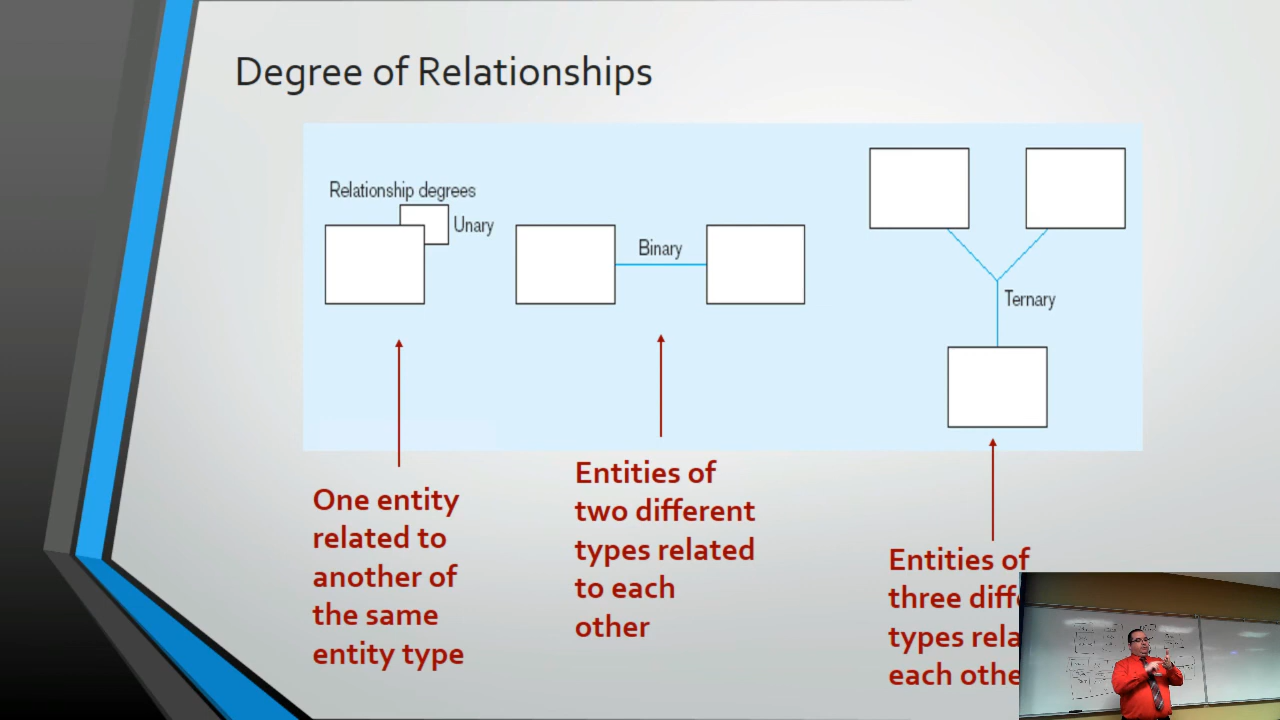 Degree of Relationships
Relationship degrees
Unary
Binary
Ternary
One entity
related to
another of
the same
entity type
Entities of
two different
types related
to each
other
Entities of
three
types
each